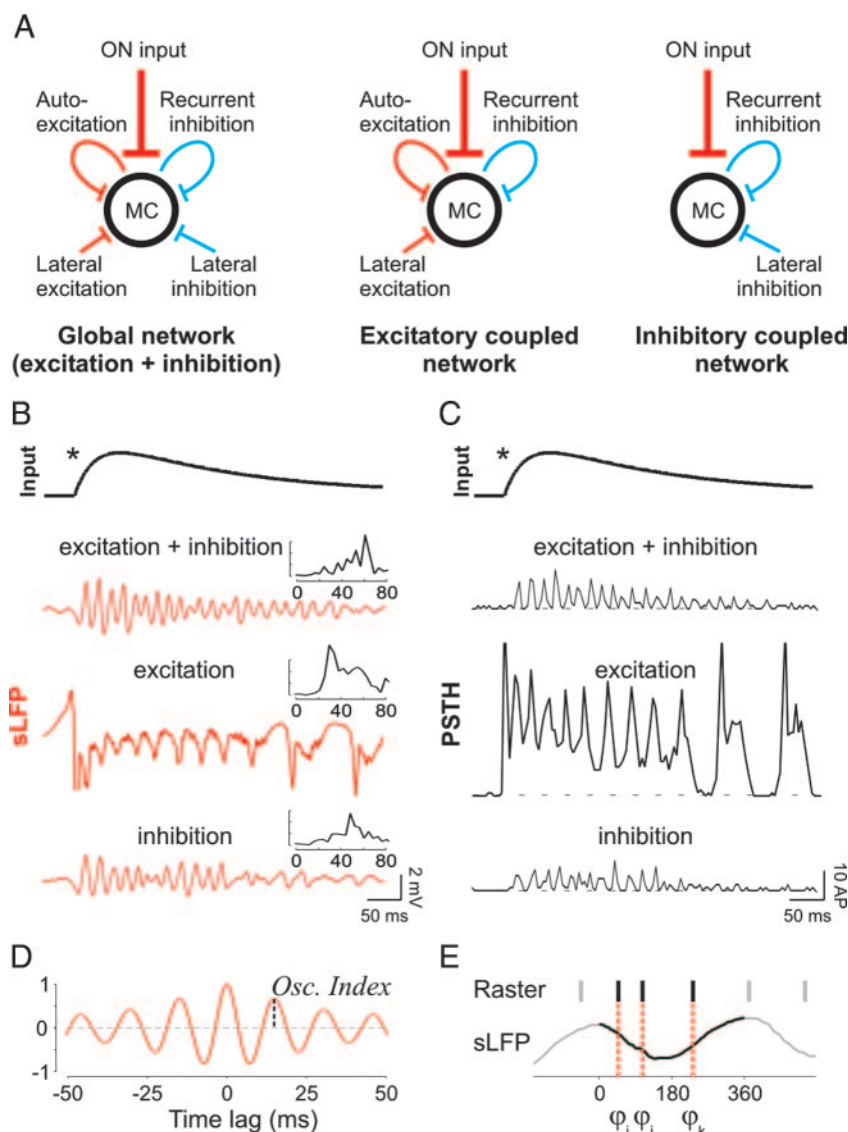 A
ON input
Auto-
excitation
Recurrent
inhibition
MC
Lateral
excitation
Lateral
inhibition
Global network
(excitation + inhibition)
ON input
Auto-
excitation
Recurrent
inhibition
MC
Lateral
excitation
Excitatory coupled
network
ON input
Recurrent
inhibition
MC
Lateral
inhibition
Inhibitory coupled
network
B
Input
*
sLFP
excitation + inhibition
0 40 80
excitation
0 40 80
inhibition
0 40 80
2 mV
50 ms
C
Input
*
PSTH
excitation + inhibition
excitation
inhibition
10 AP
50 ms
D
Osc. Index
1
0
-1
-50 -25 0 25 50
Time lag (ms)
E
Raster
sLFP
0 180 360
φi φj φk